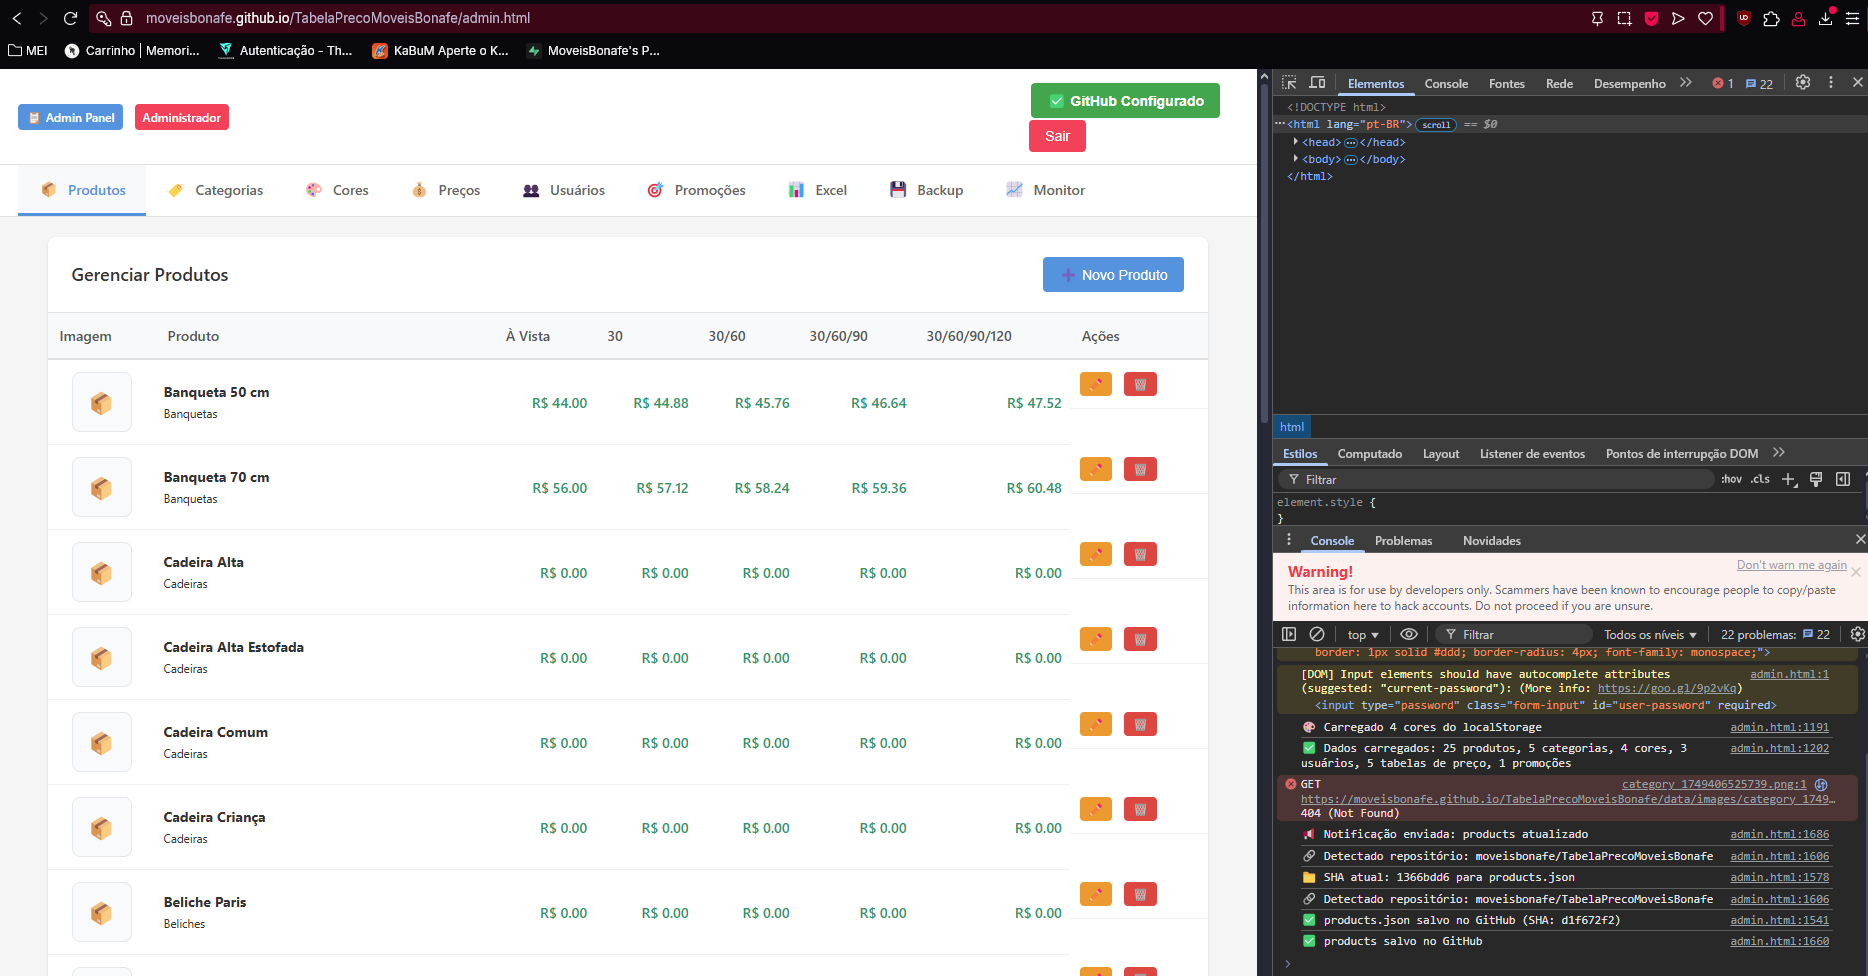 moveisbonafe.github.io/TabelaPrecoMoveisBonafe/admin.html
MEI
Carrinho | Memori...
Autenticação - Th...
KaBuM Aperte o K...
MoveisBonafe's P...
Admin Panel
Administrador
GitHub Configurado
Sair
Produtos
Categorias
Cores
Preços
Usuários
Promoções
Excel
Backup
Monitor
Gerenciar Produtos
Novo Produto
Imagem Produto À Vista 30 30/60 30/60/90 30/60/90/120 Ações
Banqueta 50 cm
Banquetas
R$ 44.00 R$ 44.88 R$ 45.76 R$ 46.64 R$ 47.52
Banqueta 70 cm
Banquetas
R$ 56.00 R$ 57.12 R$ 58.24 R$ 59.36 R$ 60.48
Cadeira Alta
Cadeiras
R$ 0.00 R$ 0.00 R$ 0.00 R$ 0.00 R$ 0.00
Cadeira Alta Estofada
Cadeiras
R$ 0.00 R$ 0.00 R$ 0.00 R$ 0.00 R$ 0.00
Cadeira Comum
Cadeiras
R$ 0.00 R$ 0.00 R$ 0.00 R$ 0.00 R$ 0.00
Cadeira Criança
Cadeiras
R$ 0.00 R$ 0.00 R$ 0.00 R$ 0.00 R$ 0.00
Beliche Paris
Beliches
R$ 0.00 R$ 0.00 R$ 0.00 R$ 0.00 R$ 0.00
Elementos Console Fontes Rede Desempenho 1 22
<!DOCTYPE html>
<html lang="pt-BR"> scroll == $0
<head> </head>
<body> </body>
</html>
html
Estilos Computado Layout Listener de eventos Pontos de interrupção DOM
Filtrar :hov .cls
element.style {
}
Console Problemas Novidades
Don't warn me again
Warning!
This area is for use by developers only. Scammers have been known to encourage people to copy/paste
information here to hack accounts. Do not proceed if you are unsure.
top Filtrar Todos os níveis 22 problemas: 22
border: 1px solid #ddd; border-radius: 4px; font-family: monospace;">
[DOM] Input elements should have autocomplete attributes admin.html:1
(suggested: "current-password"): (More info: https://goo.gl/9p2vKq)
<input type="password" class="form-input" id="user-password" required>
Carregado 4 cores do localStorage admin.html:1191
Dados carregados: 25 produtos, 5 categorias, 4 cores, 3 admin.html:1202
usuários, 5 tabelas de preço, 1 promoções
GET category_1749406525739.png:1
https://moveisbonafe.github.io/TabelaPrecoMoveisBonafe/data/images/category_1749…
404 (Not Found)
Notificação enviada: products atualizado admin.html:1686
Detectado repositório: moveisbonafe/TabelaPrecoMoveisBonafe admin.html:1606
SHA atual: 1366bdd6 para products.json admin.html:1578
Detectado repositório: moveisbonafe/TabelaPrecoMoveisBonafe admin.html:1606
products.json salvo no GitHub (SHA: d1f672f2) admin.html:1541
products salvo no GitHub admin.html:1660